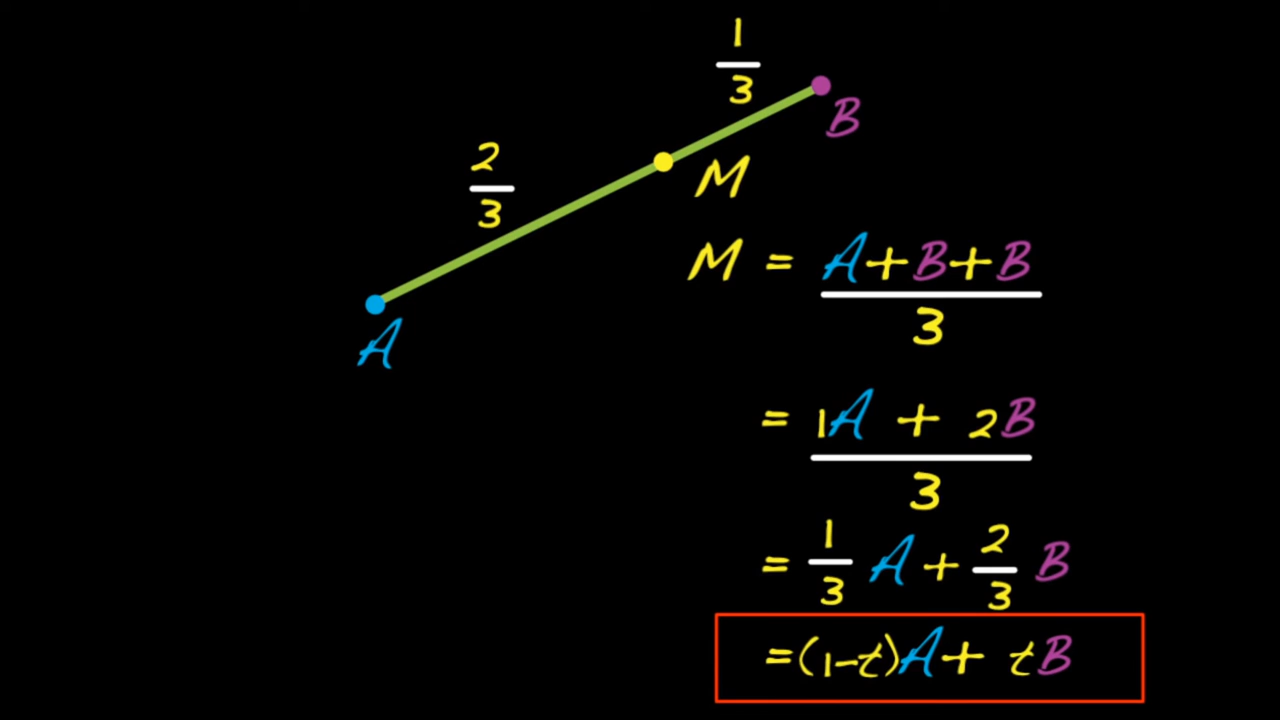 1/3
B
2/3
M
A
M = (A+B+B)/3
= (1A + 2B)/3
= 1/3 A + 2/3 B
=(1-t)A+ tB